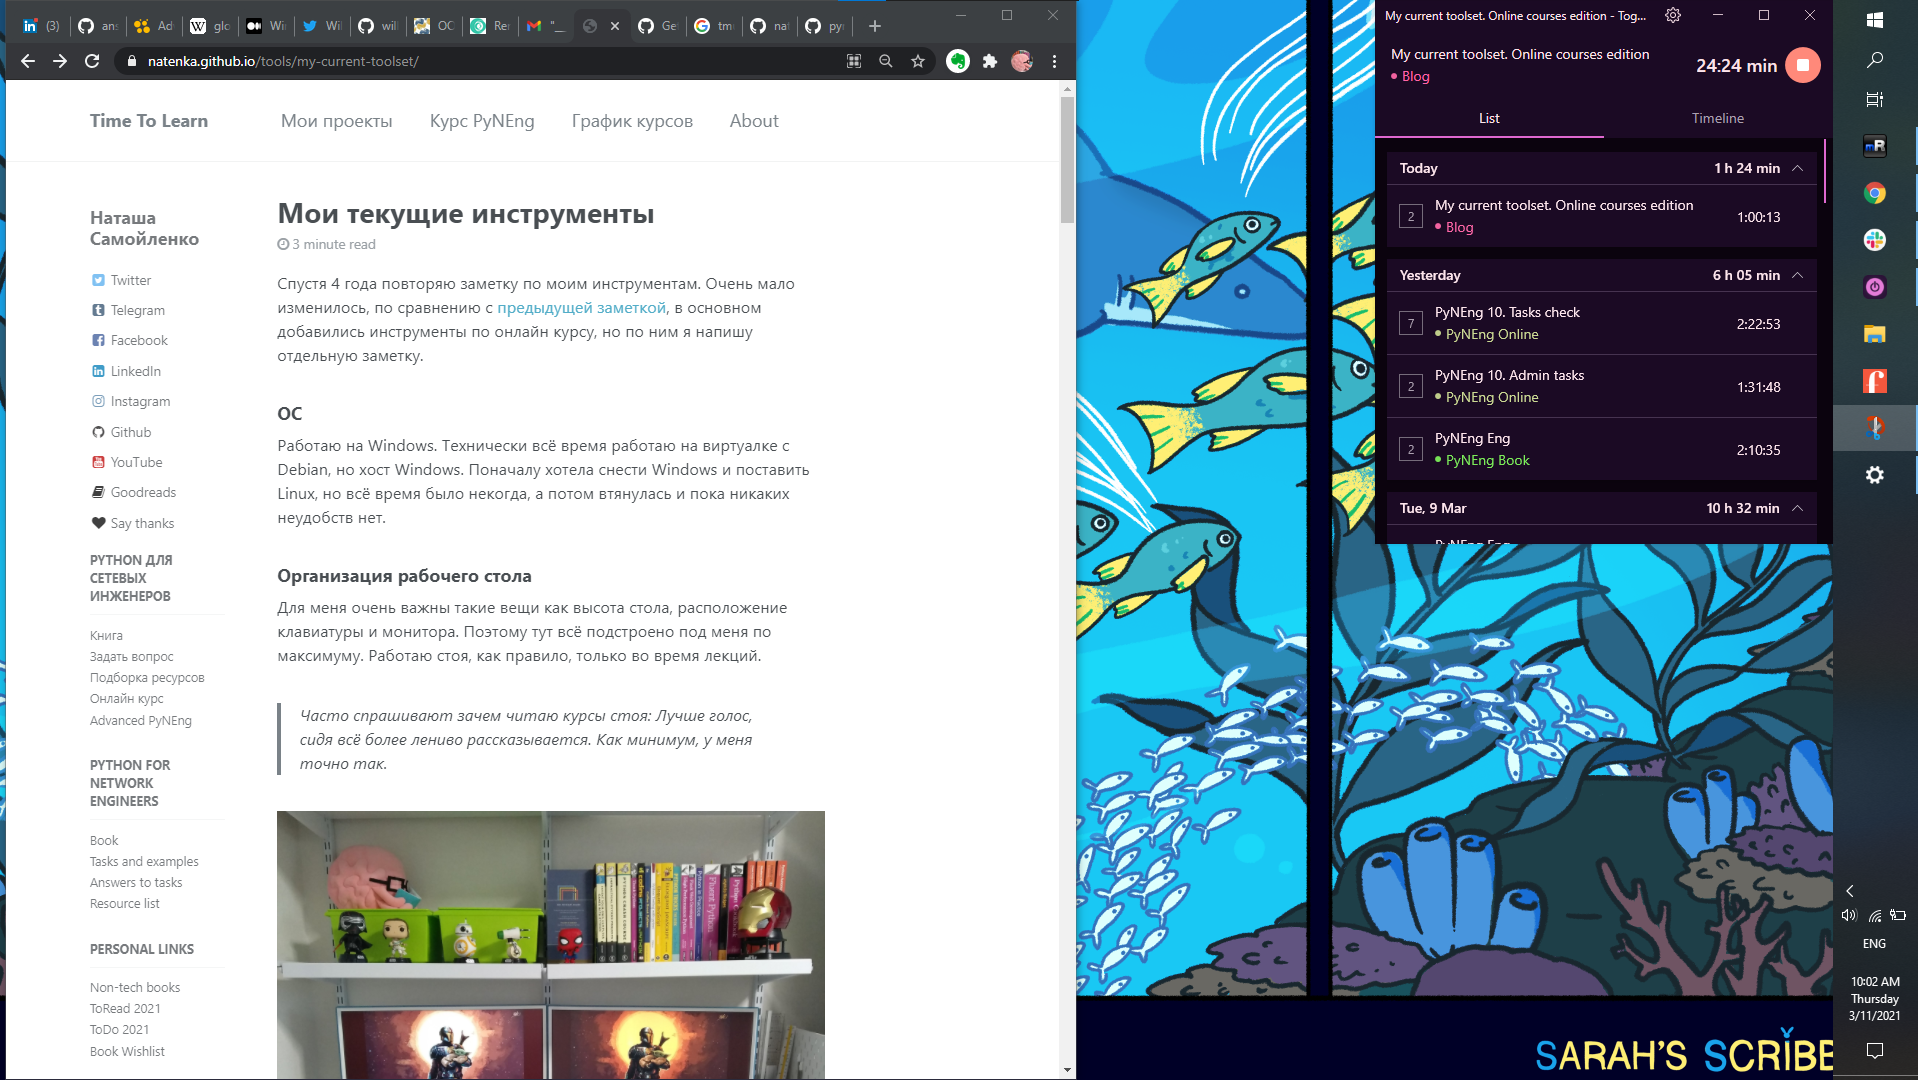 (3)
ans
Ad
glo
Wi
Wi
wil
OC
Re
"_
Ge
tm
nat
py
natenka.github.io/tools/my-current-toolset/
Time To Learn
Мои проекты
Курс PyNEng
График курсов
About
Наташа
Самойленко
Twitter
Telegram
Facebook
LinkedIn
Instagram
Github
YouTube
Goodreads
Say thanks
PYTHON ДЛЯ
СЕТЕВЫХ
ИНЖЕНЕРОВ
Книга
Задать вопрос
Подборка ресурсов
Онлайн курс
Advanced PyNEng
PYTHON FOR
NETWORK
ENGINEERS
Book
Tasks and examples
Answers to tasks
Resource list
PERSONAL LINKS
Non-tech books
ToRead 2021
ToDo 2021
Book Wishlist
Мои текущие инструменты
3 minute read
Спустя 4 года повторяю заметку по моим инструментам. Очень мало
изменилось, по сравнению с предыдущей заметкой, в основном
добавились инструменты по онлайн курсу, но по ним я напишу
отдельную заметку.
ОС
Работаю на Windows. Технически всё время работаю на виртуалке с
Debian, но хост Windows. Поначалу хотела снести Windows и поставить
Linux, но всё время было некогда, а потом втянулась и пока никаких
неудобств нет.
Организация рабочего стола
Для меня очень важны такие вещи как высота стола, расположение
клавиатуры и монитора. Поэтому тут всё подстроено под меня по
максимуму. Работаю стоя, как правило, только во время лекций.
Часто спрашивают зачем читаю курсы стоя: Лучше голос,
сидя всё более лениво рассказывается. Как минимум, у меня
точно так.
My current toolset. Online courses edition - Tog...
My current toolset. Online courses edition
Blog
24:24 min
List
Timeline
Today
1 h 24 min
2
My current toolset. Online courses edition
Blog
1:00:13
Yesterday
6 h 05 min
7
PyNEng 10. Tasks check
PyNEng Online
2:22:53
2
PyNEng 10. Admin tasks
PyNEng Online
1:31:48
2
PyNEng Eng
PyNEng Book
2:10:35
Tue, 9 Mar
10 h 32 min
PyNEng Eng
SARAH'S SCRIBB
ENG
10:02 AM
Thursday
3/11/2021